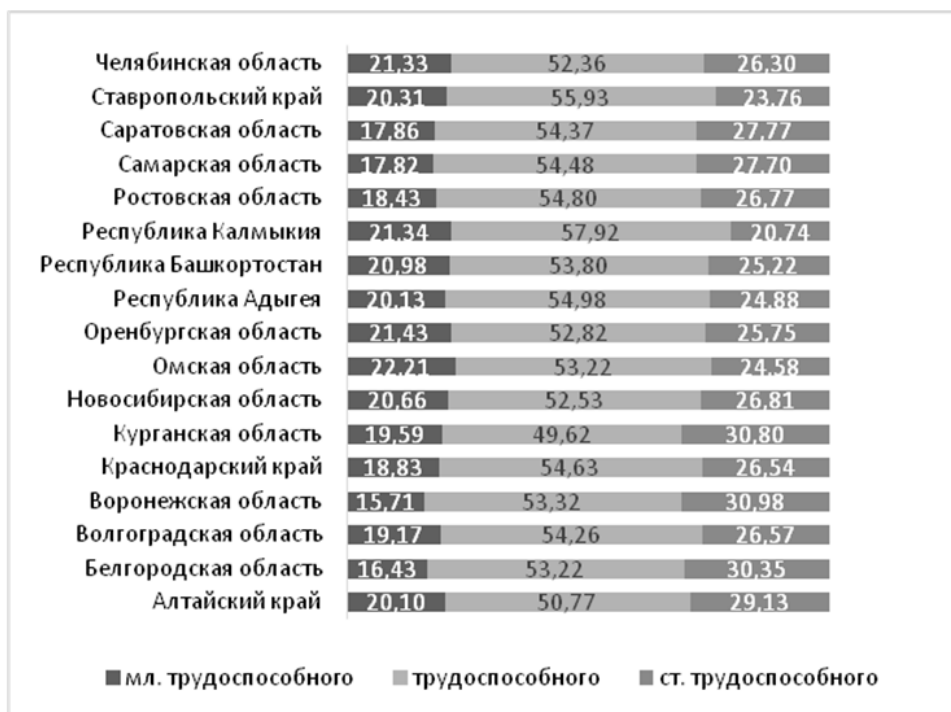 Челябинская область 21,33 52,36 26,30
Ставропольский край 20,31 55,93 23,76
Саратовская область 17,86 54,37 27,77
Самарская область 17,82 54,48 27,70
Ростовская область 18,43 54,80 26,77
Республика Калмыкия 21,34 57,92 20,74
Республика Башкортостан 20,98 53,80 25,22
Республика Адыгея 20,13 54,98 24,88
Оренбургская область 21,43 52,82 25,75
Омская область 22,21 53,22 24,58
Новосибирская область 20,66 52,53 26,81
Курганская область 19,59 49,62 30,80
Краснодарский край 18,83 54,63 26,54
Воронежская область 15,71 53,32 30,98
Волгоградская область 19,17 54,26 26,57
Белгородская область 16,43 53,22 30,35
Алтайский край 20,10 50,77 29,13
мл. трудоспособного трудоспособного ст. трудоспособного